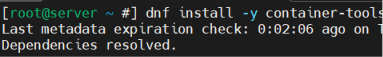 [root@server ~ #] dnf install -y container-tools
Last metadata expiration check: 0:02:06 ago on
Dependencies resolved.